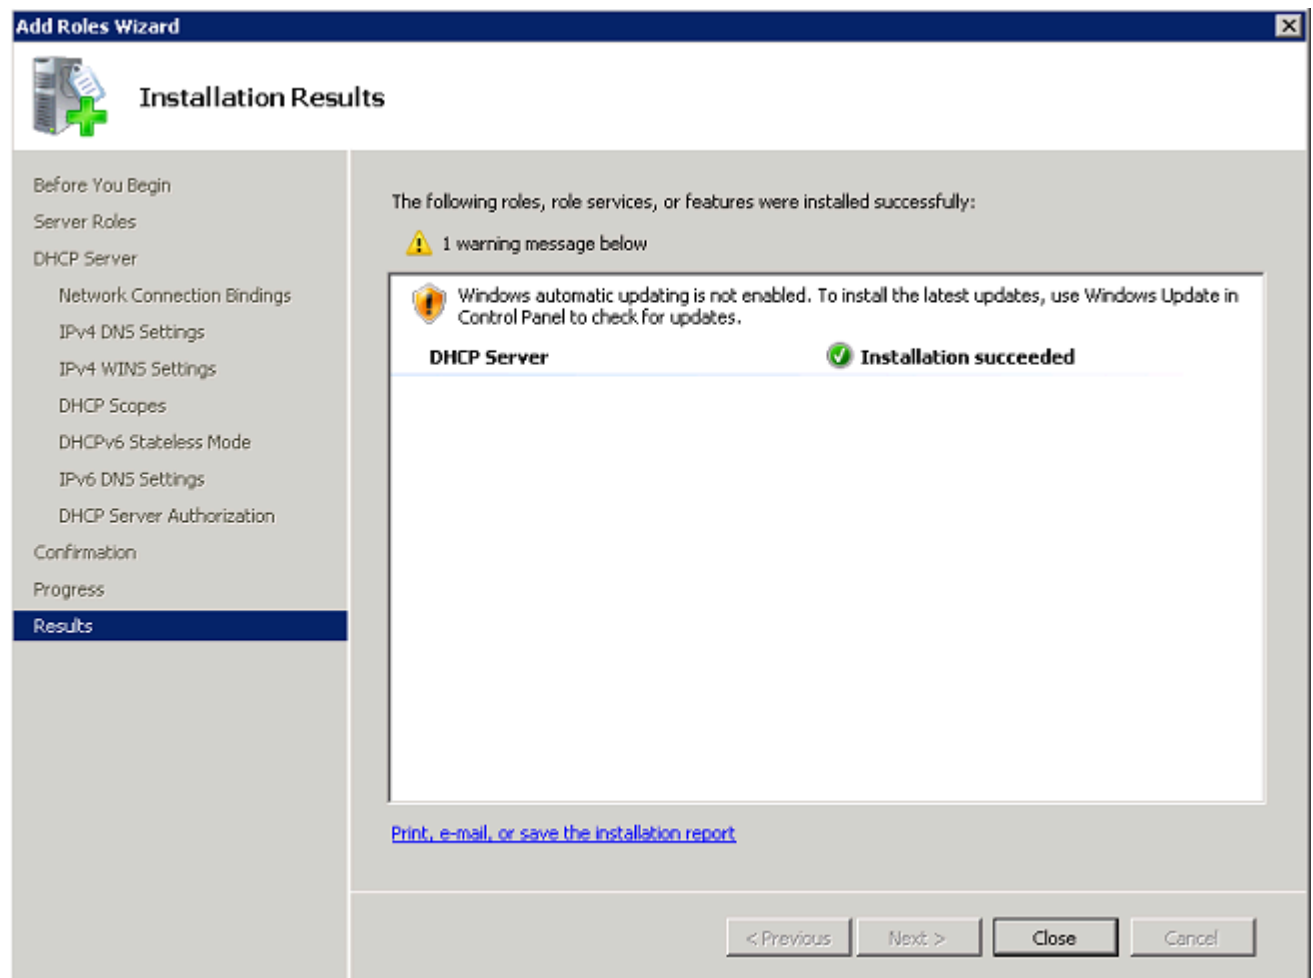 Add Roles Wizard
Installation Results
Before You Begin
Server Roles
DHCP Server
Network Connection Bindings
IPv4 DNS Settings
IPv4 WINS Settings
DHCP Scopes
DHCPv6 Stateless Mode
IPv6 DNS Settings
DHCP Server Authorization
Confirmation
Progress
Results
The following roles, role services, or features were installed successfully:
1 warning message below
Windows automatic updating is not enabled. To install the latest updates, use Windows Update in
Control Panel to check for updates.
DHCP Server Installation succeeded
Print, e-mail, or save the installation report
< Previous Next > Close Cancel